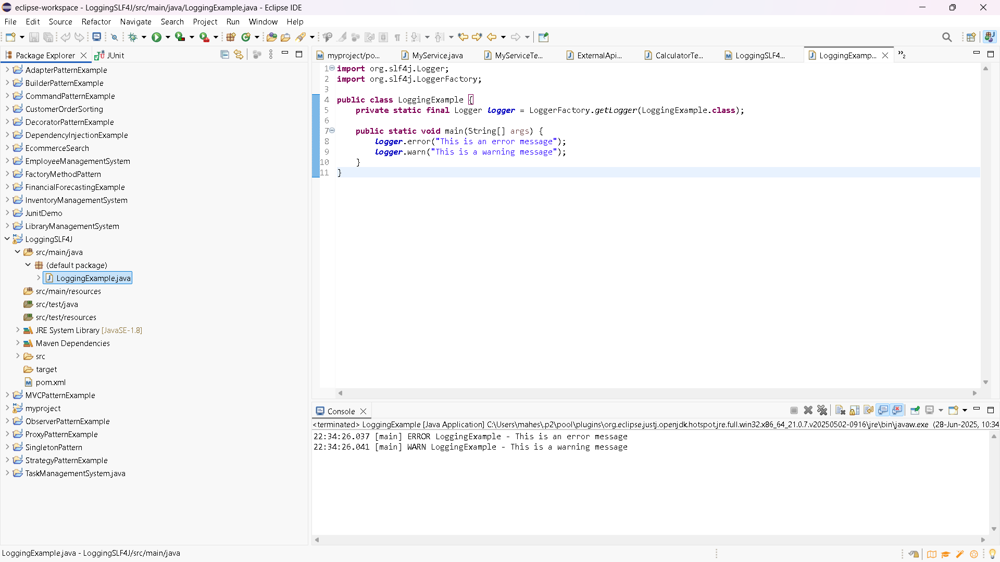 eclipse-workspace - LoggingSLF4J/src/main/java/LoggingExample.java - Eclipse IDE
File Edit Source Refactor Navigate Search Project Run Window Help
Package Explorer JUnit
AdapterPatternExample
BuilderPatternExample
CommandPatternExample
CustomerOrderSorting
DecoratorPatternExample
DependencyInjectionExample
EcommerceSearch
EmployeeManagementSystem
FactoryMethodPattern
FinancialForecastingExample
InventoryManagementSystem
JunitDemo
LibraryManagementSystem
LoggingSLF4J
src/main/java
(default package)
LoggingExample.java
src/main/resources
src/test/java
src/test/resources
JRE System Library [JavaSE-1.8]
Maven Dependencies
src
target
pom.xml
MVCPatternExample
myproject
ObserverPatternExample
ProxyPatternExample
SingletonPattern
StrategyPatternExample
TaskManagementSystem.java
myproject/po... MyService.java MyServiceTe... ExternalApi... CalculatorTe... LoggingSLF4... LoggingExamp... »2
1 import org.slf4j.Logger;
2 import org.slf4j.LoggerFactory;
3
4 public class LoggingExample {
5 private static final Logger logger = LoggerFactory.getLogger(LoggingExample.class);
6
7 public static void main(String[] args) {
8 logger.error("This is an error message");
9 logger.warn("This is a warning message");
10 }
11 }
Console
<terminated> LoggingExample [Java Application] C:\Users\mahes\.p2\pool\plugins\org.eclipse.justj.openjdk.hotspot.jre.full.win32.x86_64_21.0.7.v20250502-0916\jre\bin\javaw.exe (28-Jun-2025, 10:34
22:34:26.037 [main] ERROR LoggingExample - This is an error message
22:34:26.041 [main] WARN LoggingExample - This is a warning message
LoggingExample.java - LoggingSLF4J/src/main/java